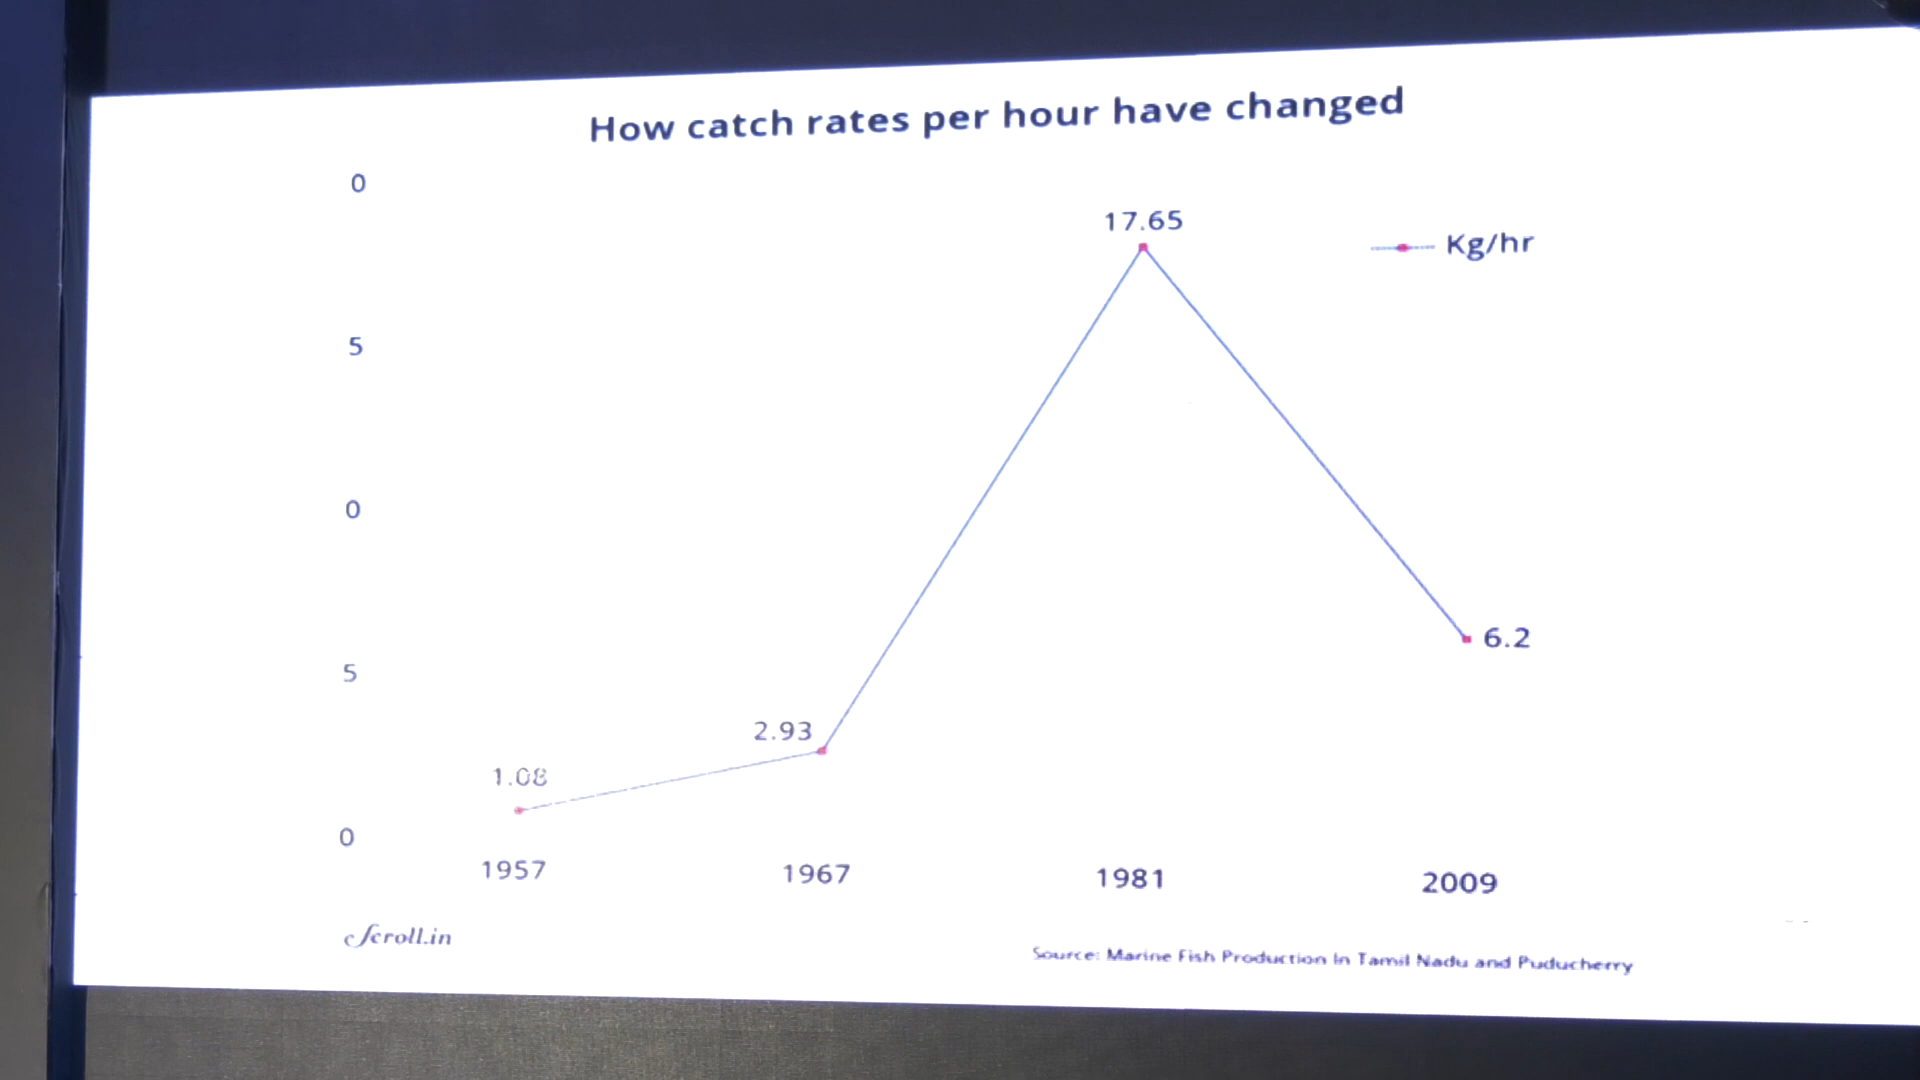 How catch rates per hour have changed
0
17.65
Kg/hr
5
0
6.2
5
2.93
1.08
0
1957 1967 1981 2009
Scroll.in
Source: Marine Fish Production In Tamil Nadu and Puducherry